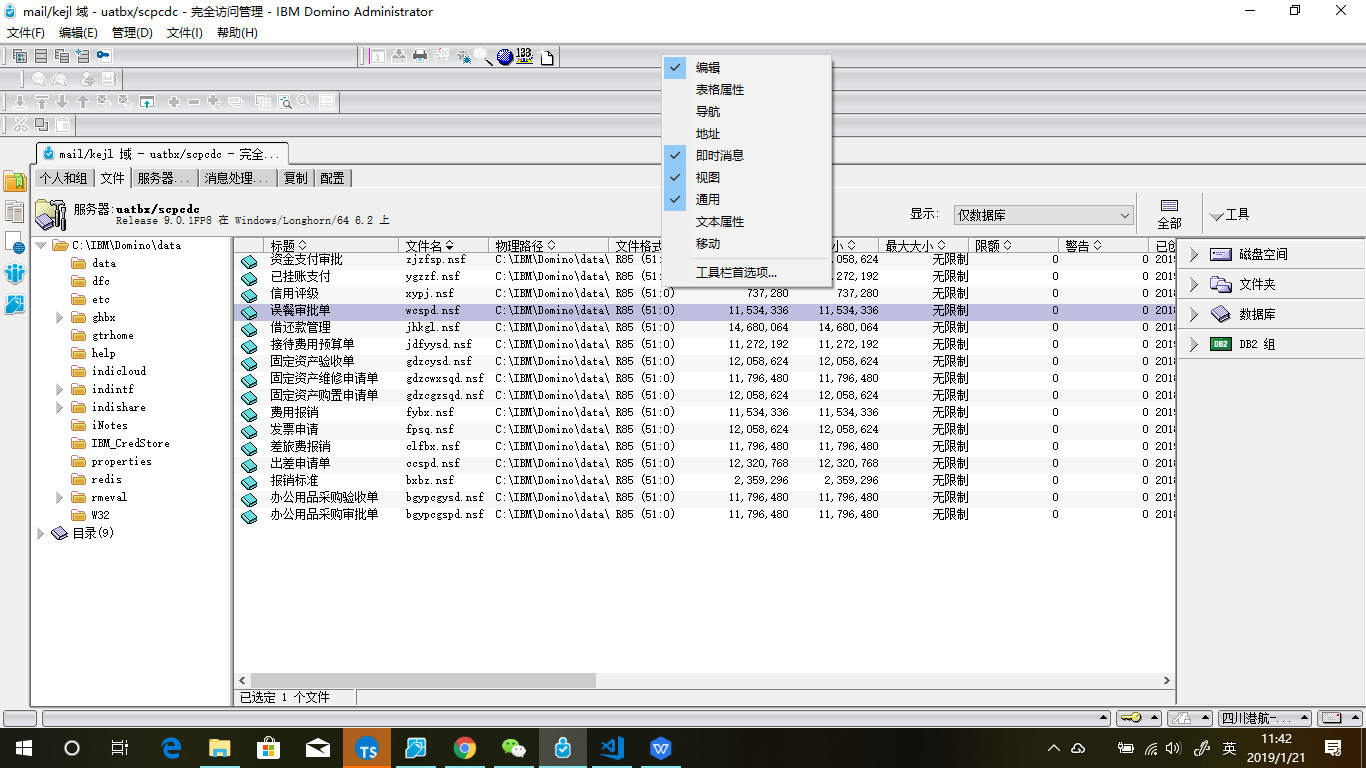 mail/kejl 域 - uatbx/scpcdc - 完全访问管理 - IBM Domino Administrator
文件(F) 编辑(E) 管理(D) 文件(I) 帮助(H)
编辑
表格属性
导航
地址
即时消息
视图
通用
文本属性
移动
工具栏首选项...
mail/kejl 域 - uatbx/scpcdc - 完全...
个人和组 文件 服务器... 消息处理... 复制 配置
服务器:uatbx/scpcdc
Release 9.0.1FP8 在 Windows/Longhorn/64 6.2 上
显示: 仅数据库 全部 工具
C:\IBM\Domino\data
data
dfc
etc
ghbx
gtrhome
help
indicloud
indintf
indishare
iNotes
IBM_CredStore
properties
redis
rmeval
W32
目录(9)
标题 文件名 物理路径 文件格式 小 最大大小 限额 警告 已创
资金支付审批 zjzfsp.nsf C:\IBM\Domino\data\ R85 (51:0) ,058,624 无限制 0 0 2019
已挂账支付 ygzzf.nsf C:\IBM\Domino\data\ R85 (51:0) ,272,192 无限制 0 0 2019
信用评级 xypj.nsf C:\IBM\Domino\data\ R85 (51:0) 737,280 737,280 无限制 0 0 2018
误餐审批单 wcspd.nsf C:\IBM\Domino\data\ R85 (51:0) 11,534,336 11,534,336 无限制 0 0 2018
借还款管理 jhkgl.nsf C:\IBM\Domino\data\ R85 (51:0) 14,680,064 14,680,064 无限制 0 0 2018
接待费用预算单 jdfyysd.nsf C:\IBM\Domino\data\ R85 (51:0) 11,272,192 11,272,192 无限制 0 0 2018
固定资产验收单 gdzcysd.nsf C:\IBM\Domino\data\ R85 (51:0) 12,058,624 12,058,624 无限制 0 0 2018
固定资产维修申请单 gdzcwxsqd.nsf C:\IBM\Domino\data\ R85 (51:0) 11,796,480 11,796,480 无限制 0 0 2018
固定资产购置申请单 gdzcgzsqd.nsf C:\IBM\Domino\data\ R85 (51:0) 12,058,624 12,058,624 无限制 0 0 2018
费用报销 fybx.nsf C:\IBM\Domino\data\ R85 (51:0) 11,534,336 11,534,336 无限制 0 0 2019
发票申请 fpsq.nsf C:\IBM\Domino\data\ R85 (51:0) 12,058,624 12,058,624 无限制 0 0 2018
差旅费报销 clfbx.nsf C:\IBM\Domino\data\ R85 (51:0) 11,796,480 11,796,480 无限制 0 0 2019
出差申请单 ccspd.nsf C:\IBM\Domino\data\ R85 (51:0) 12,320,768 12,320,768 无限制 0 0 2018
报销标准 bxbz.nsf C:\IBM\Domino\data\ R85 (51:0) 2,359,296 2,359,296 无限制 0 0 2018
办公用品采购验收单 bgypcgysd.nsf C:\IBM\Domino\data\ R85 (51:0) 11,796,480 11,796,480 无限制 0 0 2019
办公用品采购审批单 bgypcgspd.nsf C:\IBM\Domino\data\ R85 (51:0) 11,796,480 11,796,480 无限制 0 0 2018
磁盘空间
文件夹
数据库
DB2 DB2 组
已选定 1 个文件
四川港航-...
英
11:42
2019/1/21